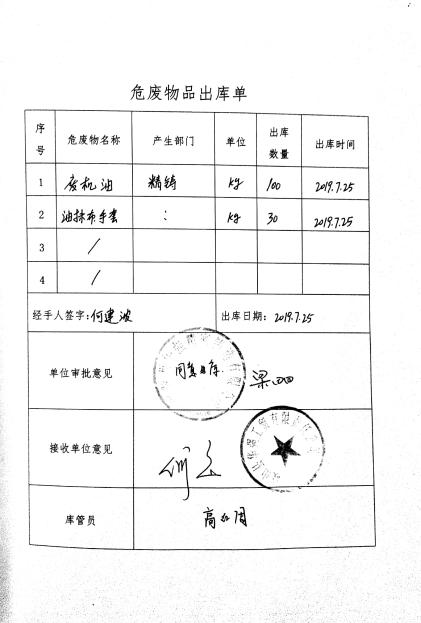 危废物品出库单
序号 危废物名称 产生部门 单位 出库数量 出库时间
1 废机油 精铸 kg 100 2019.7.25
2 油抹布手套 : kg 30 2019.7.25
3 /
4 /
经手人签字:何建波 出库日期:2019.7.25
单位审批意见 同意出库
接收单位意见
库管员